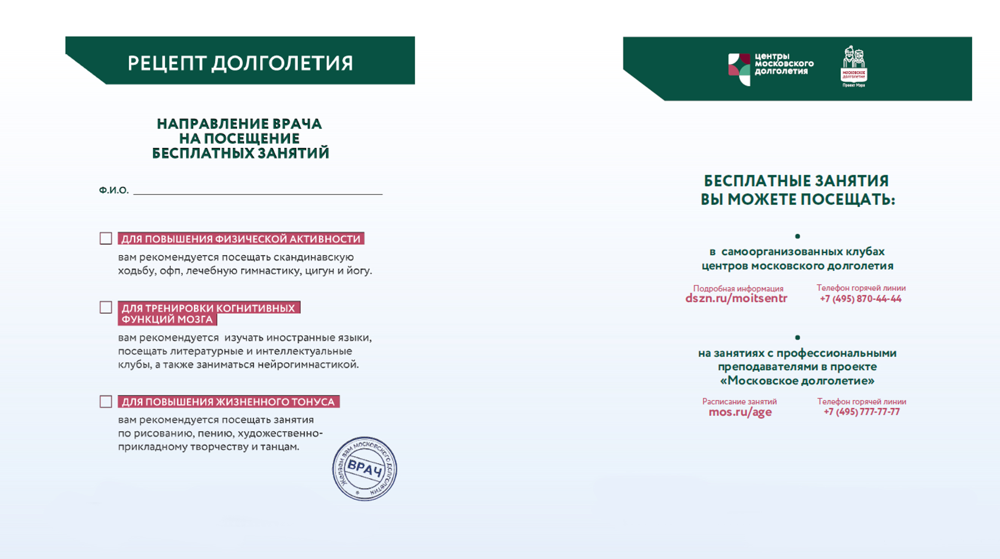 РЕЦЕПТ ДОЛГОЛЕТИЯ
НАПРАВЛЕНИЕ ВРАЧА
НА ПОСЕЩЕНИЕ
БЕСПЛАТНЫХ ЗАНЯТИЙ
Ф.И.О.
ДЛЯ ПОВЫШЕНИЯ ФИЗИЧЕСКОЙ АКТИВНОСТИ
вам рекомендуется посещать скандинавскую
ходьбу, офп, лечебную гимнастику, цигун и йогу.
ДЛЯ ТРЕНИРОВКИ КОГНИТИВНЫХ
ФУНКЦИЙ МОЗГА
вам рекомендуется изучать иностранные языки,
посещать литературные и интеллектуальные
клубы, а также заниматься нейрогимнастикой.
ДЛЯ ПОВЫШЕНИЯ ЖИЗНЕННОГО ТОНУСА
вам рекомендуется посещать занятия
по рисованию, пению, художественно-
прикладному творчеству и танцам.
Желаем вам московского долголетия
ВРАЧ
центры
московского
долголетия
МОСКОВСКОЕ
ДОЛГОЛЕТИЕ
Проект Мэра
БЕСПЛАТНЫЕ ЗАНЯТИЯ
ВЫ МОЖЕТЕ ПОСЕЩАТЬ:
в самоорганизованных клубах
центров московского долголетия
Подробная информация
dszn.ru/moitsentr
Телефон горячей линии
+7 (495) 870-44-44
на занятиях с профессиональными
преподавателями в проекте
«Московское долголетие»
Расписание занятий
mos.ru/age
Телефон горячей линии
+7 (495) 777-77-77